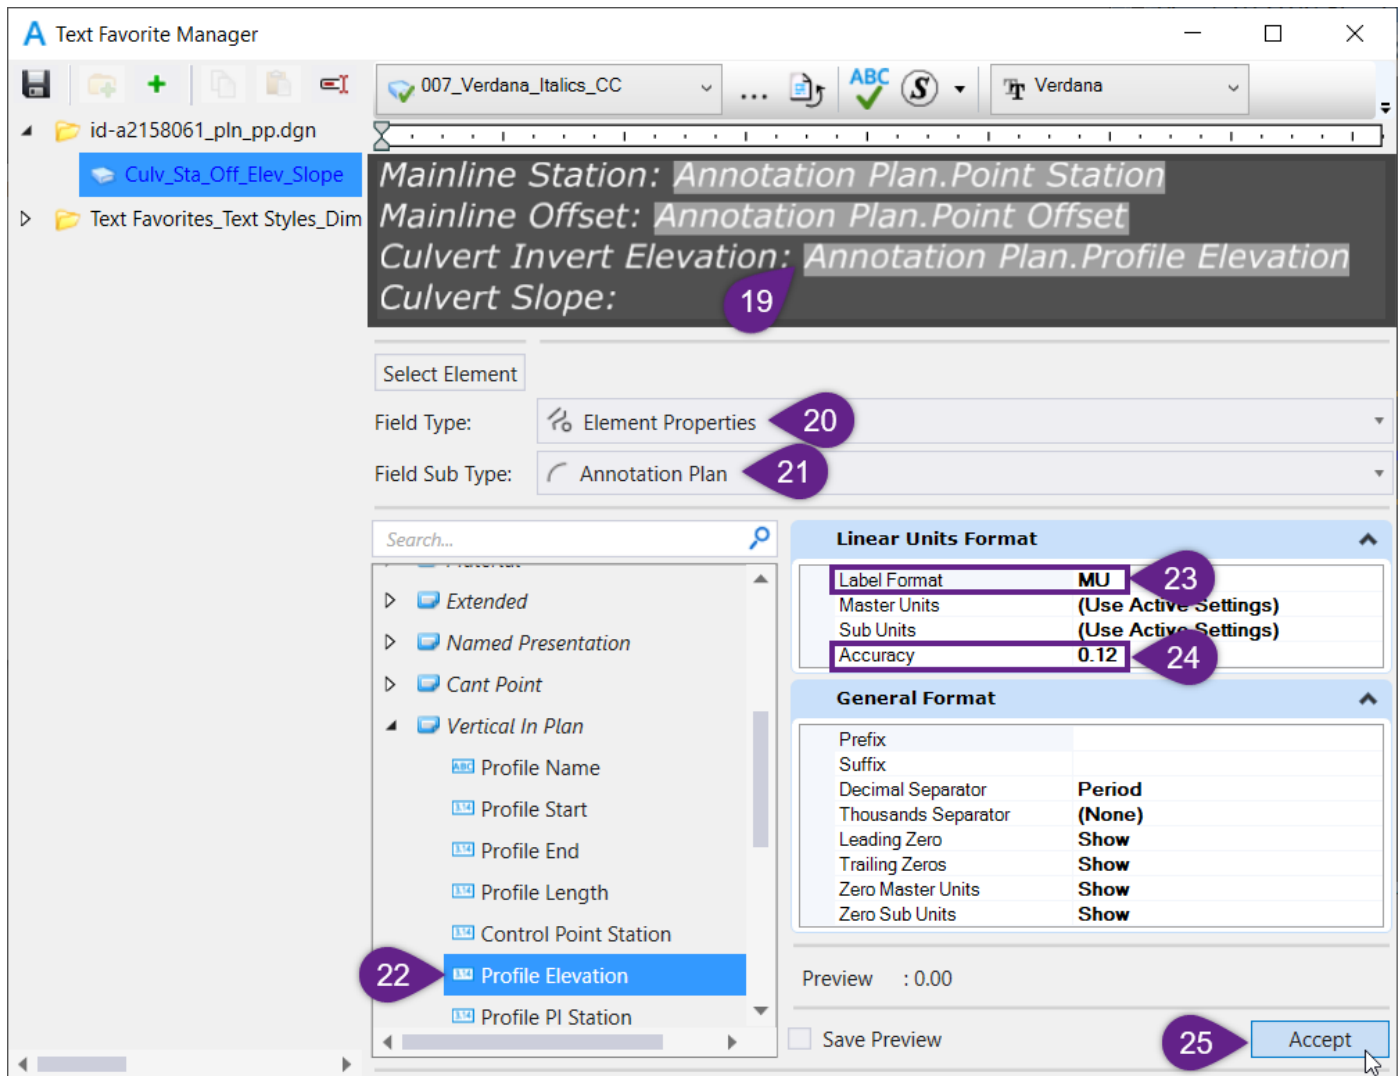 Text Favorite Manager
007_Verdana_Italics_CC
...
ABC
S
Verdana
id-a2158061_pln_pp.dgn
Culv_Sta_Off_Elev_Slope
Text Favorites_Text Styles_Dim
Mainline Station: Annotation Plan.Point Station
Mainline Offset: Annotation Plan.Point Offset
Culvert Invert Elevation: Annotation Plan.Profile Elevation
Culvert Slope:
19
Select Element
Field Type: Element Properties
20
Field Sub Type: Annotation Plan
21
Search...
Material
Extended
Named Presentation
Cant Point
Vertical In Plan
Profile Name
Profile Start
Profile End
Profile Length
Control Point Station
22
Profile Elevation
Profile PI Station
Linear Units Format
Label Format MU
23
Master Units (Use Active Settings)
Sub Units (Use Active Settings)
Accuracy 0.12
24
General Format
Prefix
Suffix
Decimal Separator Period
Thousands Separator (None)
Leading Zero Show
Trailing Zeros Show
Zero Master Units Show
Zero Sub Units Show
Preview : 0.00
Save Preview
25
Accept